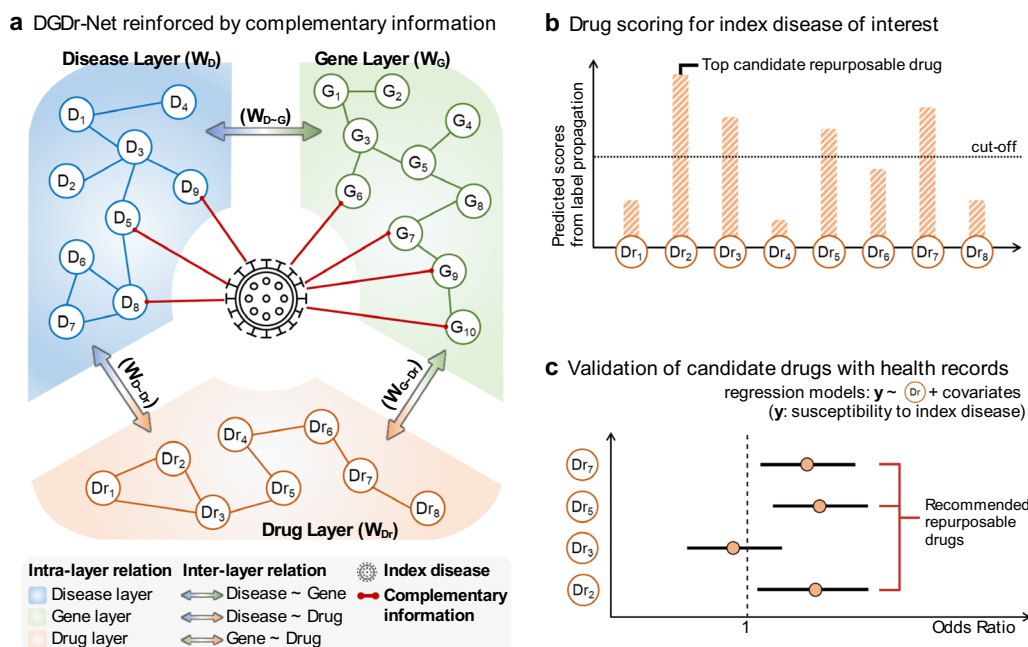 a DGDr-Net reinforced by complementary information
Disease Layer (W_D)
Gene Layer (W_G)
D1
D4
D3
D2
D9
D5
D6
D8
D7
(W_D~G)
G1
G2
G3
G4
G5
G6
G8
G7
G9
G10
(W_D~Dr)
(W_G~Dr)
Dr1
Dr2
Dr3
Dr4
Dr5
Dr6
Dr7
Dr8
Drug Layer (W_Dr)
Intra-layer relation
Disease layer
Gene layer
Drug layer
Inter-layer relation
Disease ~ Gene
Disease ~ Drug
Gene ~ Drug
Index disease
Complementary
information
b Drug scoring for index disease of interest
Top candidate repurposable drug
cut-off
Predicted scores
from label propagation
Dr1 Dr2 Dr3 Dr4 Dr5 Dr6 Dr7 Dr8
c Validation of candidate drugs with health records
regression models: y ~ Dr + covariates
(y: susceptibility to index disease)
Dr7
Dr5
Dr3
Dr2
Recommended
repurposable
drugs
1
Odds Ratio